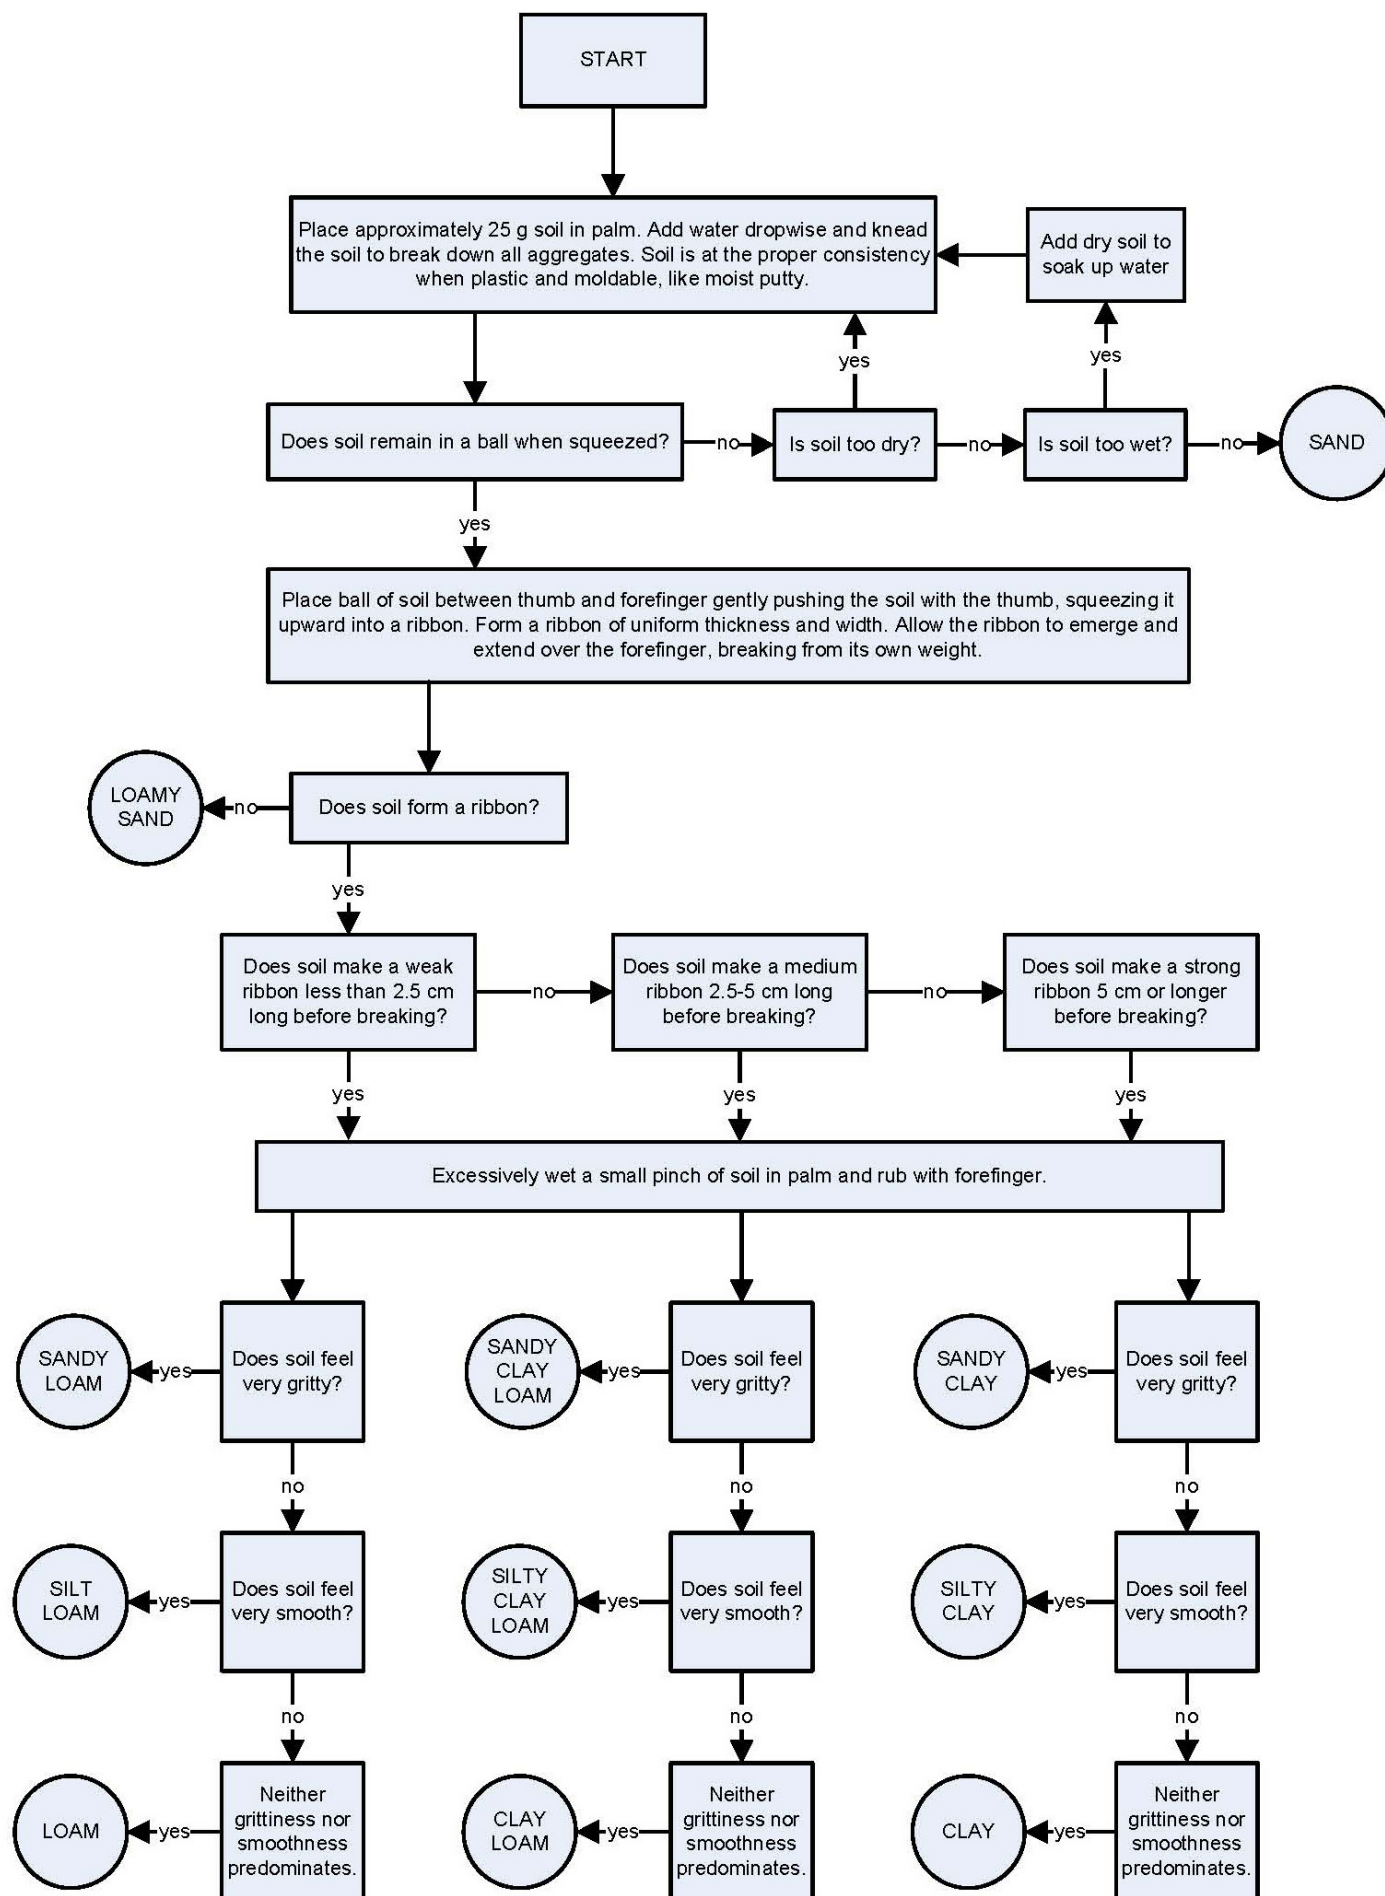 START
Place approximately 25 g soil in palm. Add water dropwise and knead
the soil to break down all aggregates. Soil is at the proper consistency
when plastic and moldable, like moist putty.
Add dry soil to
soak up water
yes
yes
Does soil remain in a ball when squeezed?
no
Is soil too dry?
no
Is soil too wet?
no
SAND
yes
Place ball of soil between thumb and forefinger gently pushing the soil with the thumb, squeezing it
upward into a ribbon. Form a ribbon of uniform thickness and width. Allow the ribbon to emerge and
extend over the forefinger, breaking from its own weight.
LOAMY
SAND
no
Does soil form a ribbon?
yes
Does soil make a weak
ribbon less than 2.5 cm
long before breaking?
no
Does soil make a medium
ribbon 2.5-5 cm long
before breaking?
no
Does soil make a strong
ribbon 5 cm or longer
before breaking?
yes
yes
yes
Excessively wet a small pinch of soil in palm and rub with forefinger.
SANDY
LOAM
yes
Does soil feel
very gritty?
SANDY
CLAY
LOAM
yes
Does soil feel
very gritty?
SANDY
CLAY
yes
Does soil feel
very gritty?
no
no
no
SILT
LOAM
yes
Does soil feel
very smooth?
SILTY
CLAY
LOAM
yes
Does soil feel
very smooth?
SILTY
CLAY
yes
Does soil feel
very smooth?
no
no
no
LOAM
yes
Neither
grittiness nor
smoothness
predominates.
CLAY
LOAM
yes
Neither
grittiness nor
smoothness
predominates.
CLAY
yes
Neither
grittiness nor
smoothness
predominates.